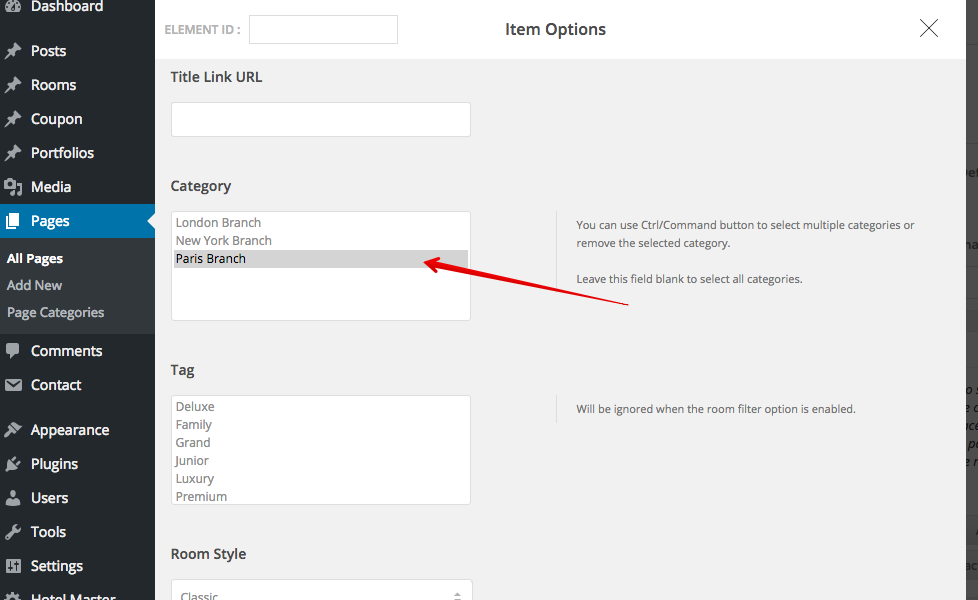 Dashboard
Posts
Rooms
Coupon
Portfolios
Media
Pages
All Pages
Add New
Page Categories
Comments
Contact
Appearance
Plugins
Users
Tools
Settings
Hotel Master
ELEMENT ID :
Item Options
Title Link URL
Category
London Branch
New York Branch
Paris Branch
You can use Ctrl/Command button to select multiple categories or
remove the selected category.
Leave this field blank to select all categories.
Tag
Deluxe
Family
Grand
Junior
Luxury
Premium
Will be ignored when the room filter option is enabled.
Room Style
Classic